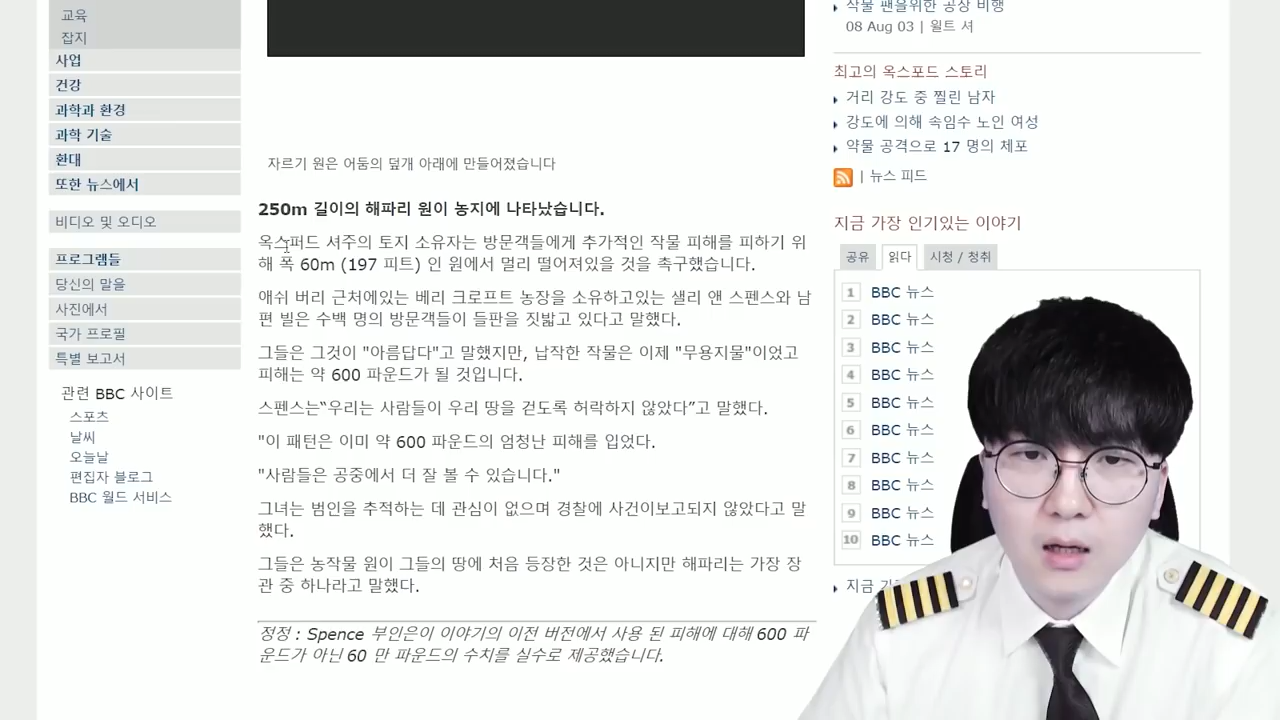 교육
잡지
사업
건강
과학과 환경
과학 기술
환대
또한 뉴스에서
비디오 및 오디오
프로그램들
당신의 말을
사진에서
국가 프로필
특별 보고서
관련 BBC 사이트
스포츠
날씨
오늘날
편집자 블로그
BBC 월드 서비스
자르기 원은 어둠의 덮개 아래에 만들어졌습니다
250m 길이의 해파리 원이 농지에 나타났습니다.
옥스퍼드 셔주의 토지 소유자는 방문객들에게 추가적인 작물 피해를 피하기 위
해 폭 60m (197 피트) 인 원에서 멀리 떨어져있을 것을 촉구했습니다.
애쉬 버리 근처에있는 베리 크로프트 농장을 소유하고있는 샐리 앤 스펜스와 남
편 빌은 수백 명의 방문객들이 들판을 짓밟고 있다고 말했다.
그들은 그것이 "아름답다"고 말했지만, 납작한 작물은 이제 "무용지물"이었고
피해는 약 600 파운드가 될 것입니다.
스펜스는“우리는 사람들이 우리 땅을 걷도록 허락하지 않았다”고 말했다.
"이 패턴은 이미 약 600 파운드의 엄청난 피해를 입었다.
"사람들은 공중에서 더 잘 볼 수 있습니다."
그녀는 범인을 추적하는 데 관심이 없으며 경찰에 사건이보고되지 않았다고 말
했다.
그들은 농작물 원이 그들의 땅에 처음 등장한 것은 아니지만 해파리는 가장 장
관 중 하나라고 말했다.
정정 : Spence 부인은이 이야기의 이전 버전에서 사용 된 피해에 대해 600 파
운드가 아닌 60 만 파운드의 수치를 실수로 제공했습니다.
작물 팬을위한 공상 비행
08 Aug 03 | 윌트 셔
최고의 옥스포드 스토리
거리 강도 중 찔린 남자
강도에 의해 속임수 노인 여성
약물 공격으로 17 명의 체포
| 뉴스 피드
지금 가장 인기있는 이야기
공유 읽다 시청 / 청취
1 BBC 뉴스
2 BBC 뉴스
3 BBC 뉴스
4 BBC 뉴스
5 BBC 뉴스
6 BBC 뉴스
7 BBC 뉴스
8 BBC 뉴스
9 BBC 뉴스
10 BBC 뉴스
지금